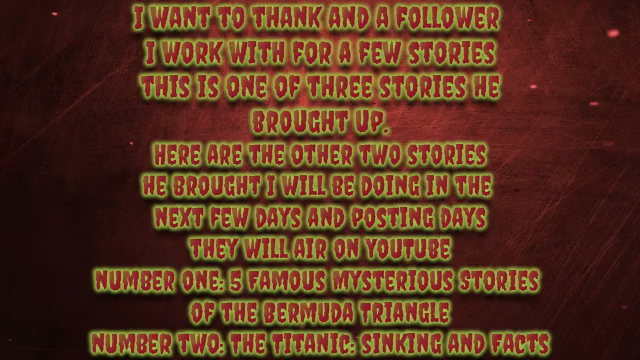 I WANT TO THANK AND A FOLLOWER
I WORK WITH FOR A FEW STORIES
THIS IS ONE OF THREE STORIES HE
BROUGHT UP.
HERE ARE THE OTHER TWO STORIES
HE BROUGHT I WILL BE DOING IN THE
NEXT FEW DAYS AND POSTING DAYS
THEY WILL AIR ON YOUTUBE
NUMBER ONE: 5 FAMOUS MYSTERIOUS STORIES
OF THE BERMUDA TRIANGLE
NUMBER TWO: THE TITANIC: SINKING AND FACTS